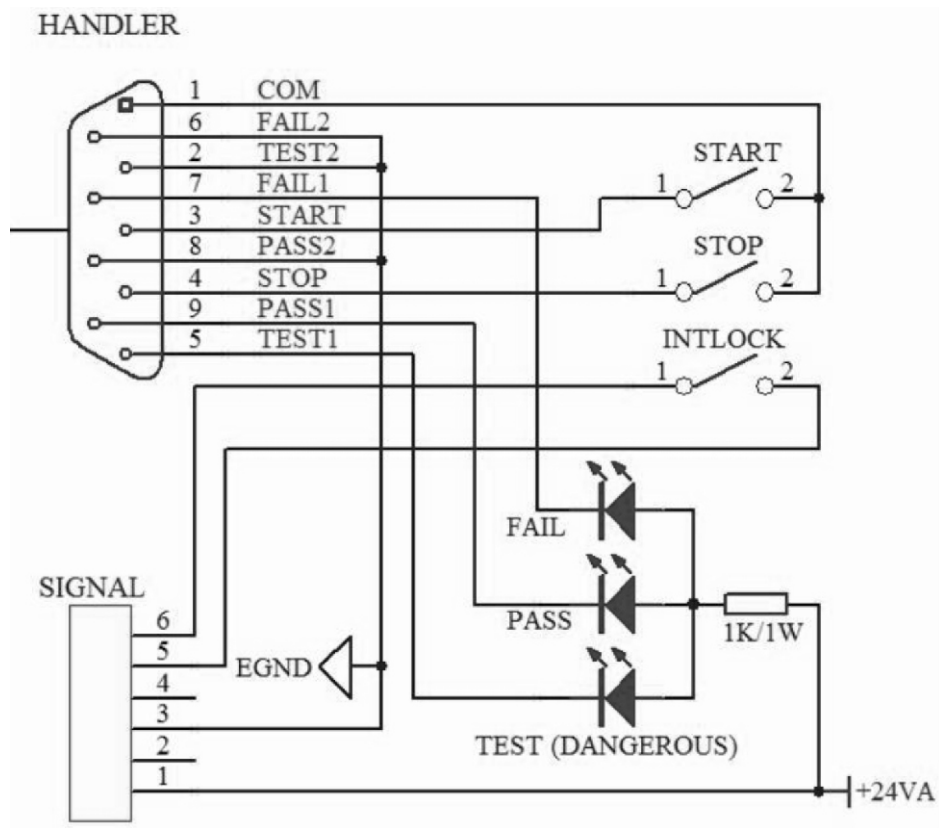 HANDLER
1 COM
6 FAIL2
2 TEST2
7 FAIL1
3 START
8 PASS2
4 STOP
9 PASS1
5 TEST1
START
1 2
STOP
1 2
INTLOCK
1 2
FAIL
PASS
1K/1W
TEST (DANGEROUS)
SIGNAL
6
5
4
3
2
1
EGND
+24VA